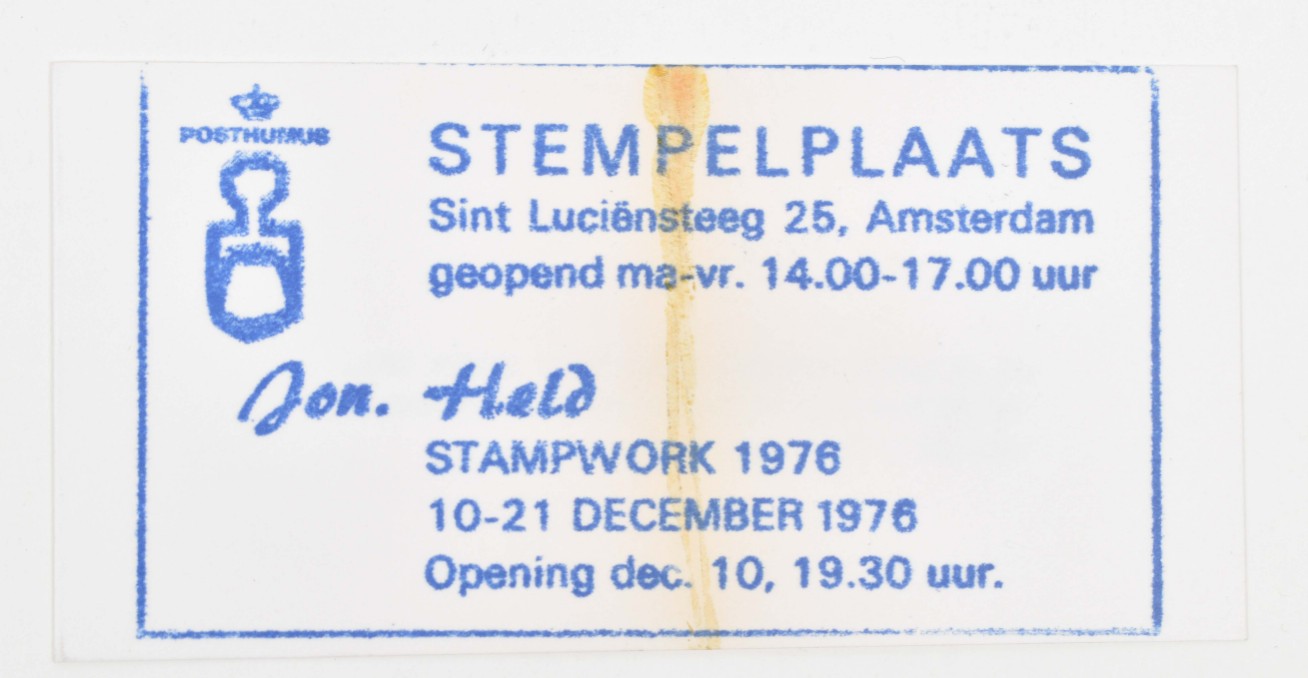 POSTHUMUS
STEMPELPLAATS
Sint Luciënsteeg 25, Amsterdam
geopend ma-vr. 14.00-17.00 uur
Jon. Held
STAMPWORK 1976
10-21 DECEMBER 1976
Opening dec. 10, 19.30 uur.